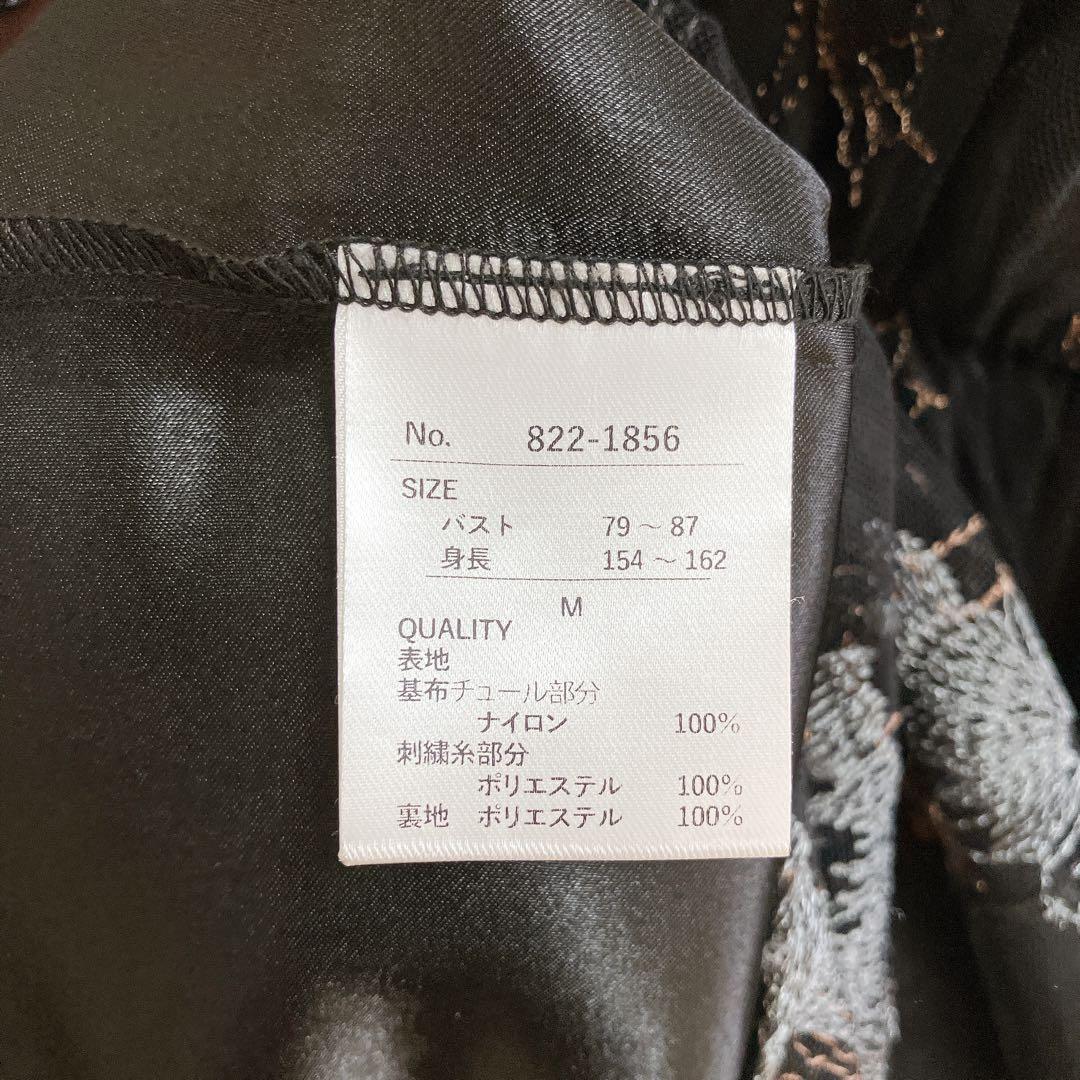 No. 822-1856
SIZE
バスト 79～87
身長 154～162
M
QUALITY
表地
基布チュール部分
ナイロン 100%
刺繍糸部分
ポリエステル 100%
裏地 ポリエステル 100%